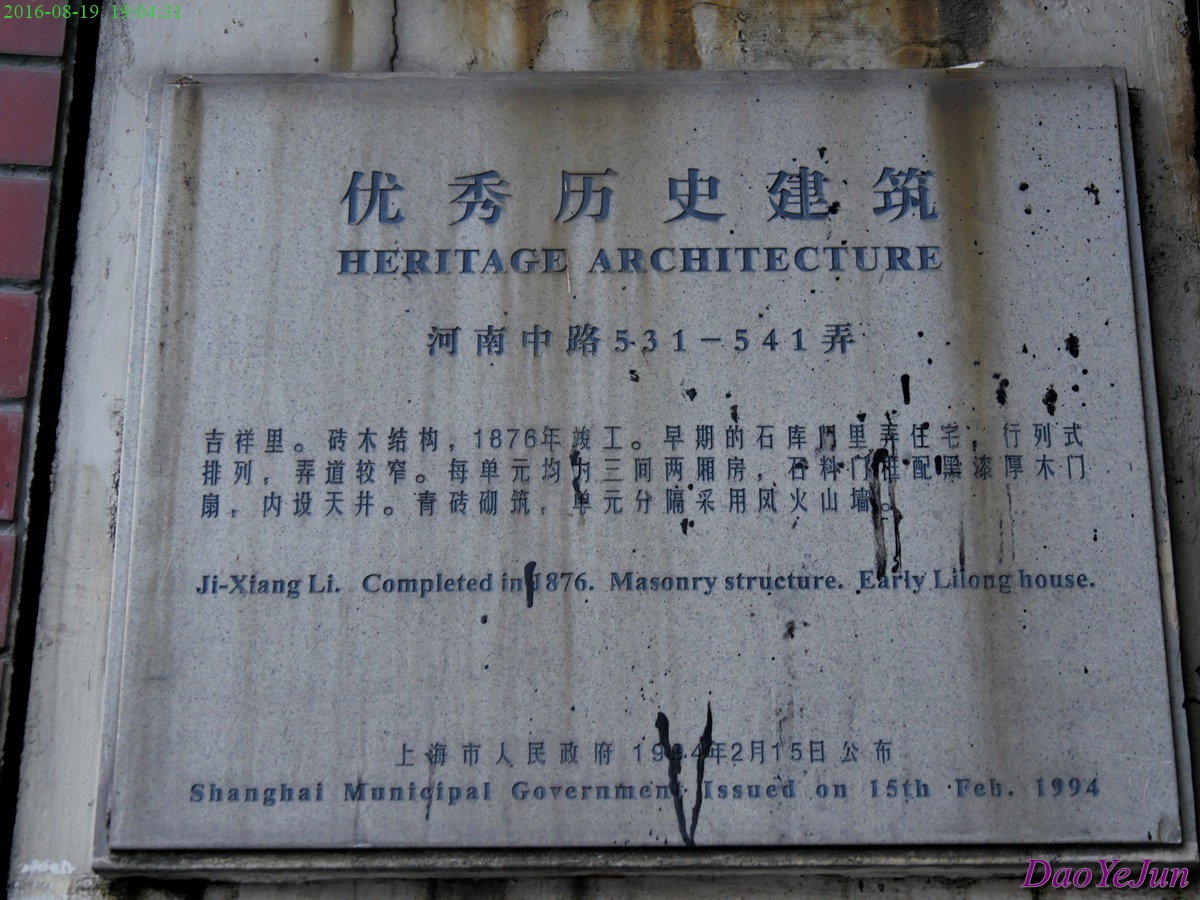 2016-08-19 19:04:31
优秀历史建筑
HERITAGE ARCHITECTURE
河南中路531－541弄
吉祥里。砖木结构，1876年竣工。早期的石库门里弄住宅，行列式
排列，弄道较窄。每单元均为三间两厢房，石料门框配黑漆厚木门
扇，内设天井。青砖砌筑，单元分隔采用风火山墙。
Ji-Xiang Li. Completed in 1876. Masonry structure. Early Lilong house.
上海市人民政府 1994年2月15日公布
Shanghai Municipal Government Issued on 15th Feb. 1994
DaoYeJun